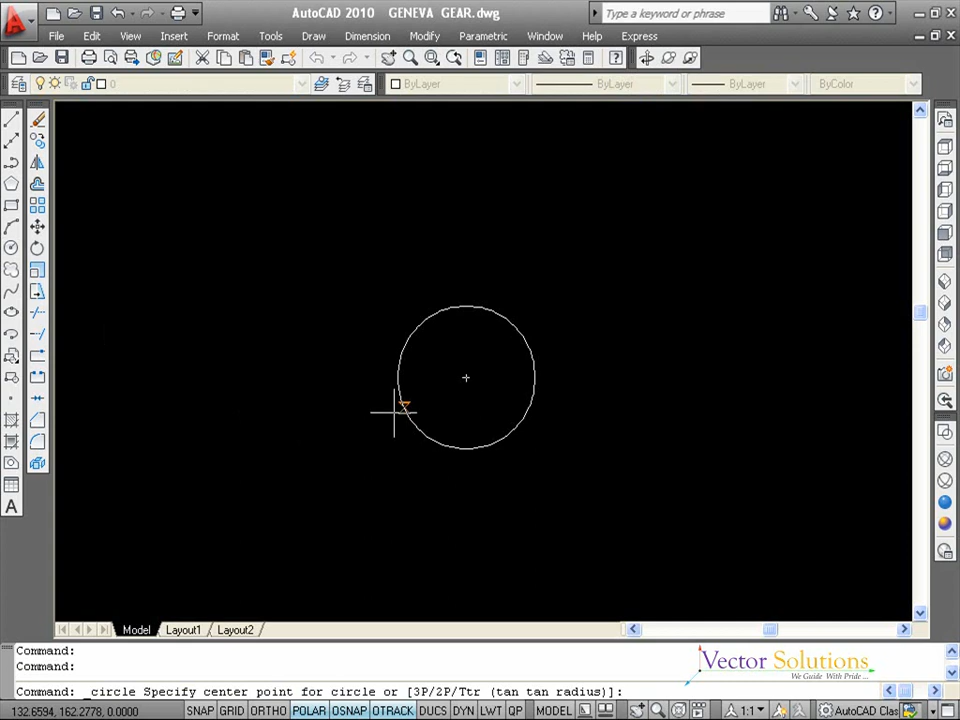 AutoCAD 2010 GENEVA GEAR.dwg
Type a keyword or phrase
File Edit View Insert Format Tools Draw Dimension Modify Parametric Window Help Express
0 ByLayer ByLayer ByLayer ByColor
A
Model Layout1 Layout2
Command:
Command:
Vector Solutions
We Guide With Pride ...
Command: _circle Specify center point for circle or [3P/2P/Ttr (tan tan radius)]:
132.6594, 162.2778, 0.0000 SNAP GRID ORTHO POLAR OSNAP OTRACK DUCS DYN LWT QP MODEL 1:1 AutoCAD Clas